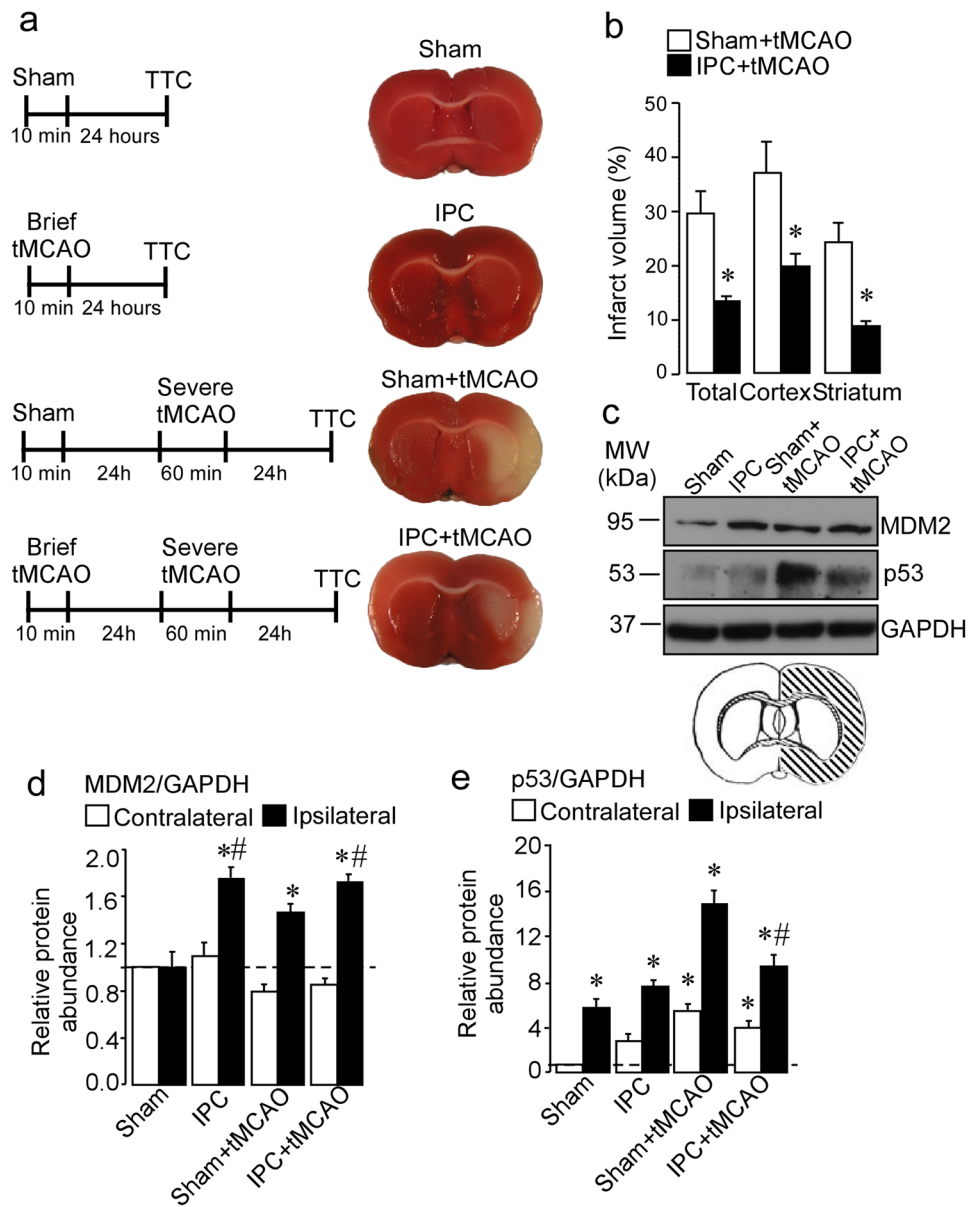 a
Sham
TTC
10 min
24 hours
Sham
Brief
tMCAO
TTC
10 min
24 hours
IPC
Sham
Severe
tMCAO
TTC
10 min
24h
60 min
24h
Sham+tMCAO
Brief
tMCAO
Severe
tMCAO
TTC
10 min
24h
60 min
24h
IPC+tMCAO
b
Sham+tMCAO
IPC+tMCAO
Infarct volume (%)
50
40
30
20
10
0
*
*
*
Total
Cortex
Striatum
c
MW
(kDa)
Sham
IPC
Sham+
tMCAO
IPC+
tMCAO
95
MDM2
53
p53
37
GAPDH
d
MDM2/GAPDH
Contralateral
Ipsilateral
Relative protein
abundance
2.0
1.6
1.2
0.8
0.4
0.0
*#
*
*#
Sham
IPC
Sham+tMCAO
IPC+tMCAO
e
p53/GAPDH
Contralateral
Ipsilateral
Relative protein
abundance
20
16
12
8
4
0
*
*
*
*
*
*#
Sham
IPC
Sham+tMCAO
IPC+tMCAO